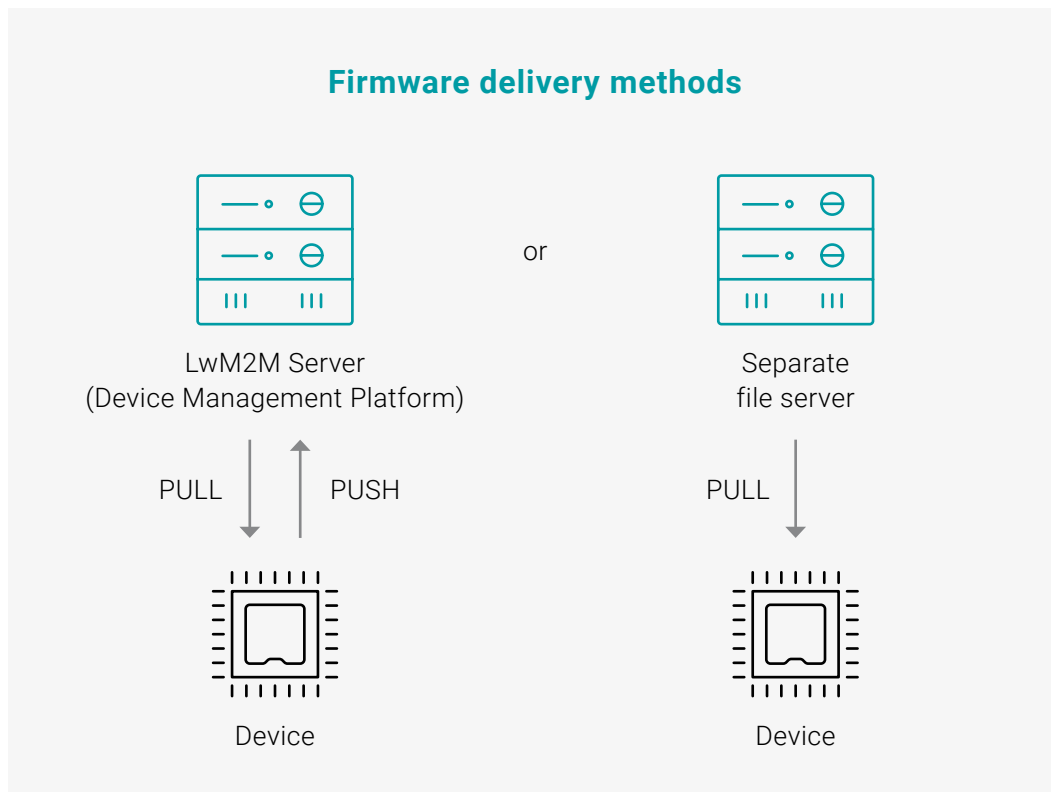 Firmware delivery methods
or
LwM2M Server
(Device Management Platform)
Separate
file server
PULL
PUSH
PULL
Device
Device